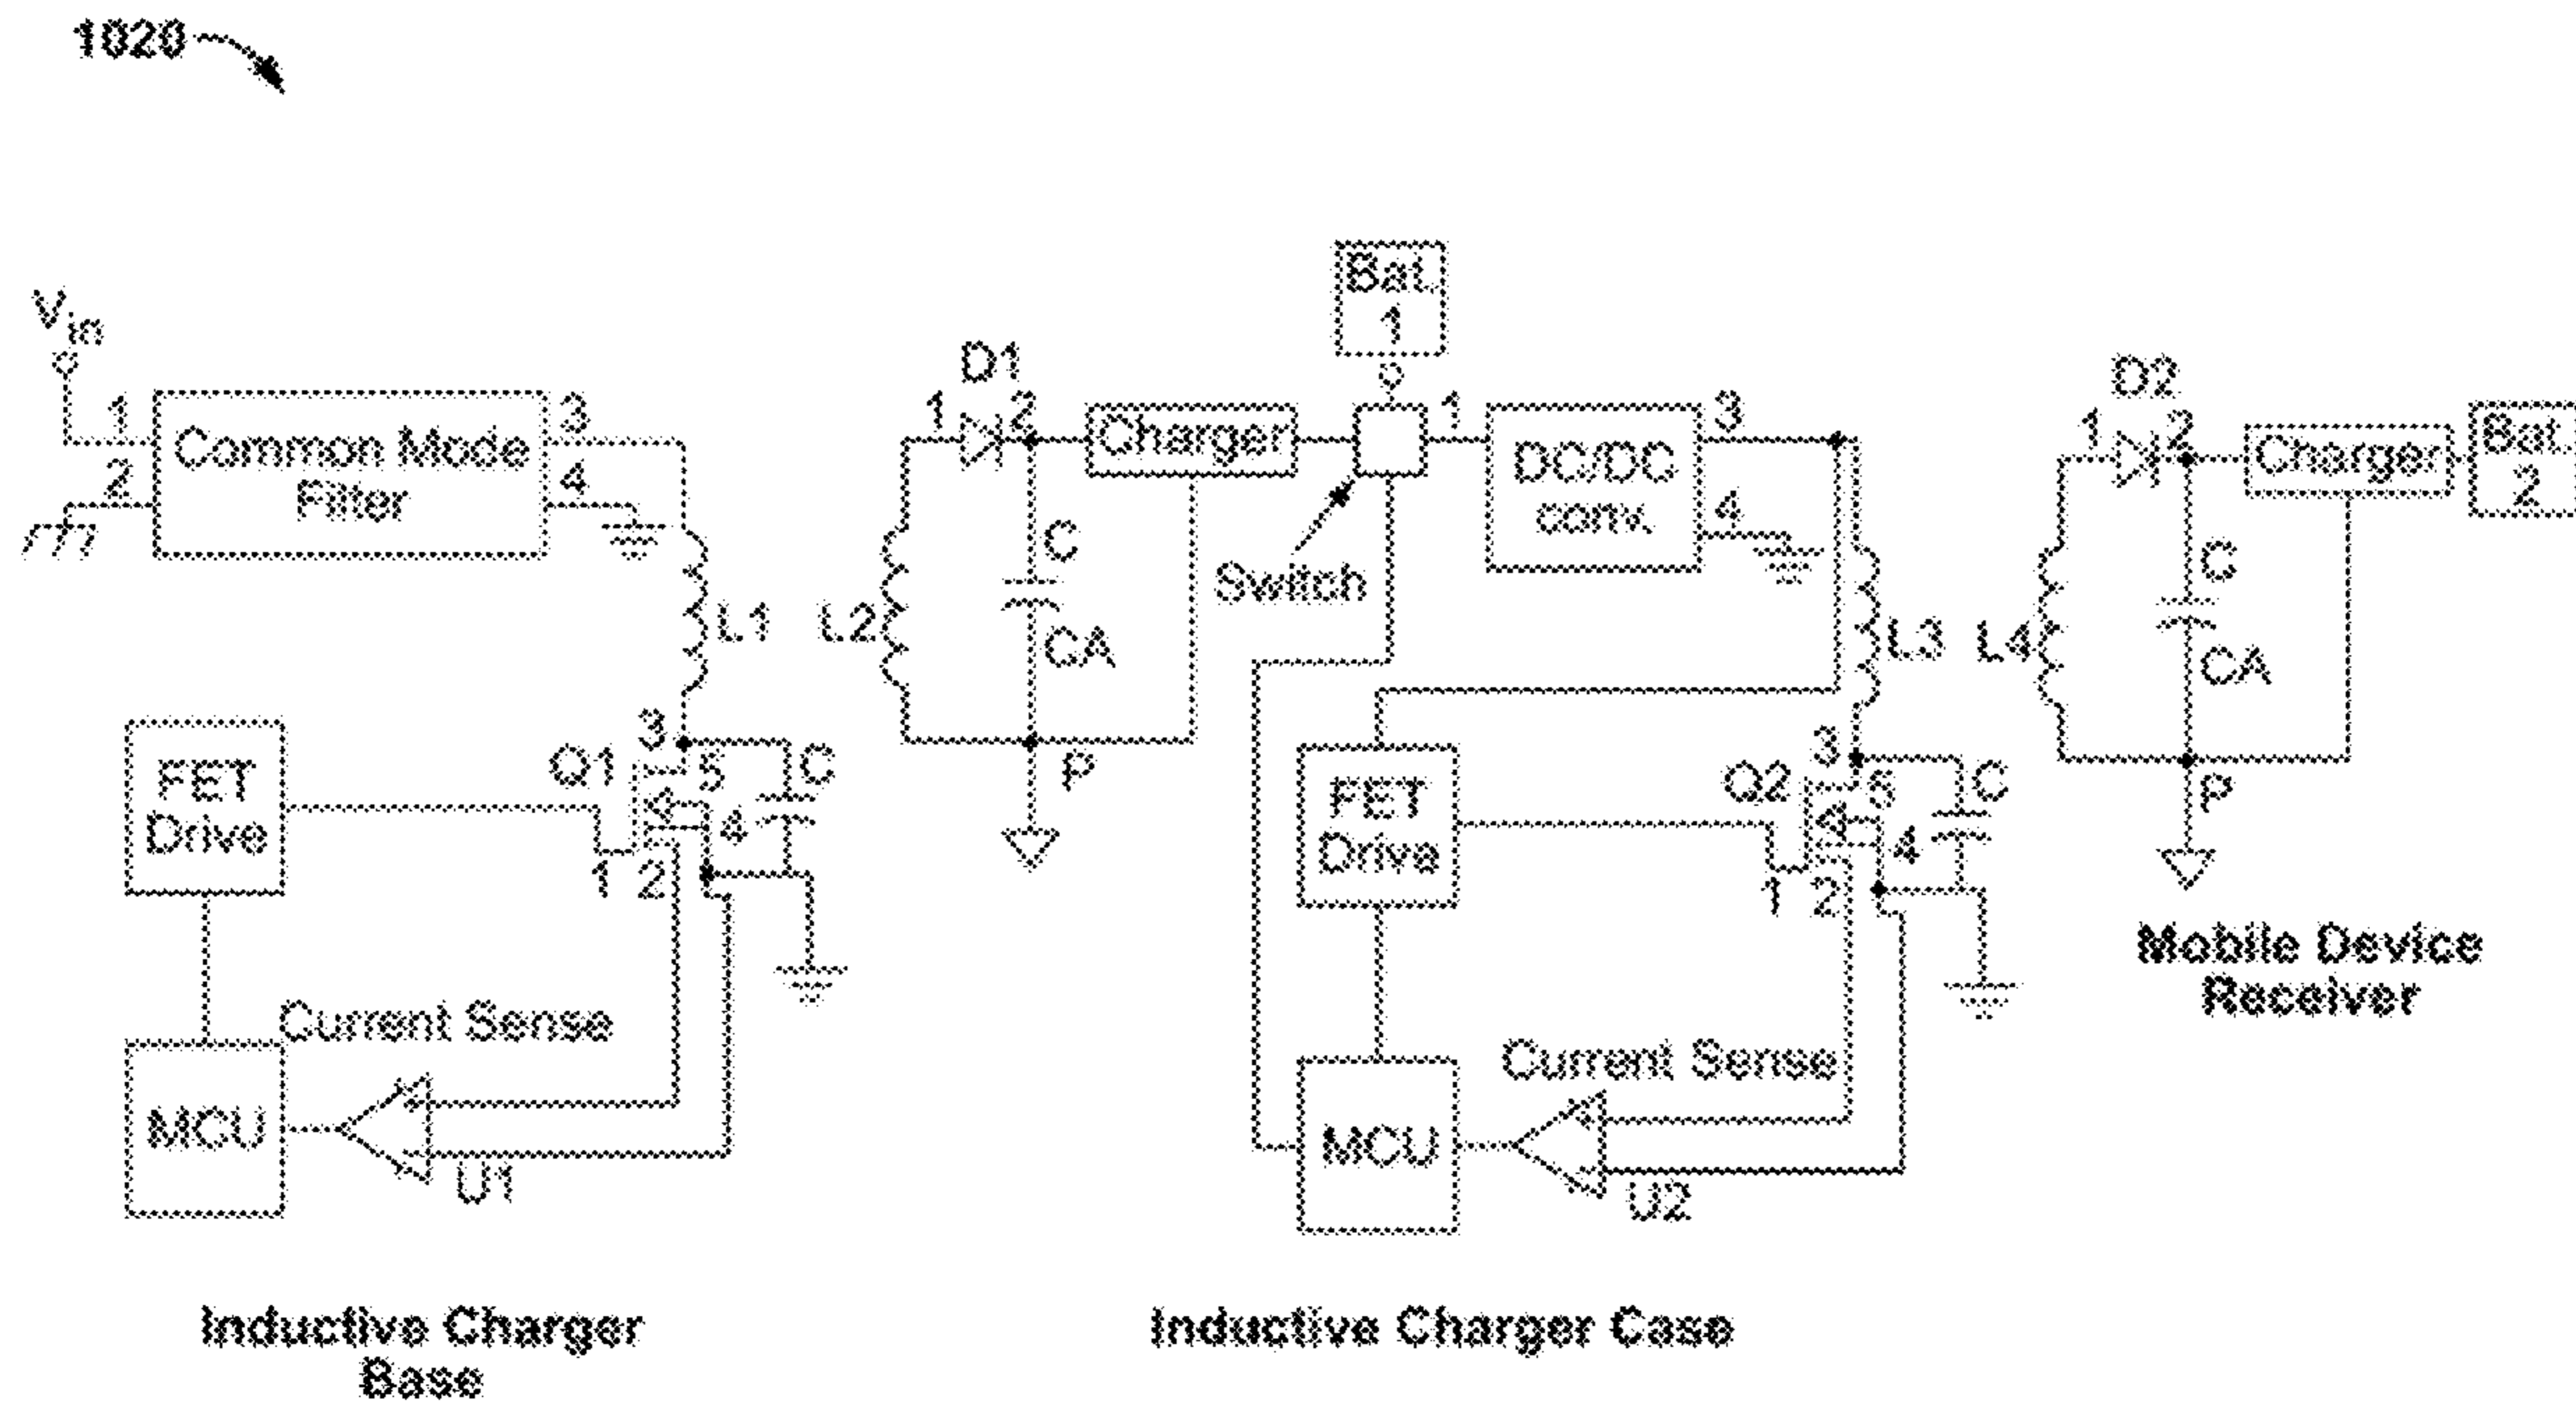 1020
Vin
1
2
Common Mode
Filter
3
4
L1
L2
D1
1
2
C
CA
P
Charger
Bat.
1
Switch
1
DC/DC
conv.
3
4
L3
L4
D2
1
2
C
CA
P
Charger
Bat.
2
FET
Drive
Q1
3
5
C
4
1
2
Current Sense
MCU
U1
FET
Drive
Q2
3
5
C
4
1
2
Current Sense
MCU
U2
Mobile Device
Receiver
Inductive Charger
Base
Inductive Charger Case